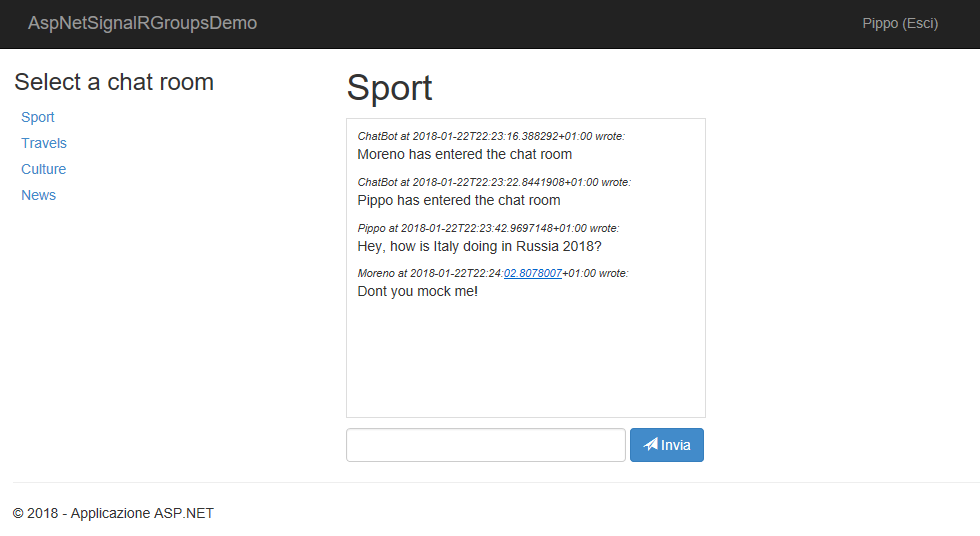 AspNetSignalRGroupsDemo
Pippo (Esci)
Select a chat room
Sport
Travels
Culture
News
Sport
ChatBot at 2018-01-22T22:23:16.388292+01:00 wrote:
Moreno has entered the chat room
ChatBot at 2018-01-22T22:23:22.8441908+01:00 wrote:
Pippo has entered the chat room
Pippo at 2018-01-22T22:23:42.9697148+01:00 wrote:
Hey, how is Italy doing in Russia 2018?
Moreno at 2018-01-22T22:24:02.8078007+01:00 wrote:
Dont you mock me!
Invia
© 2018 - Applicazione ASP.NET